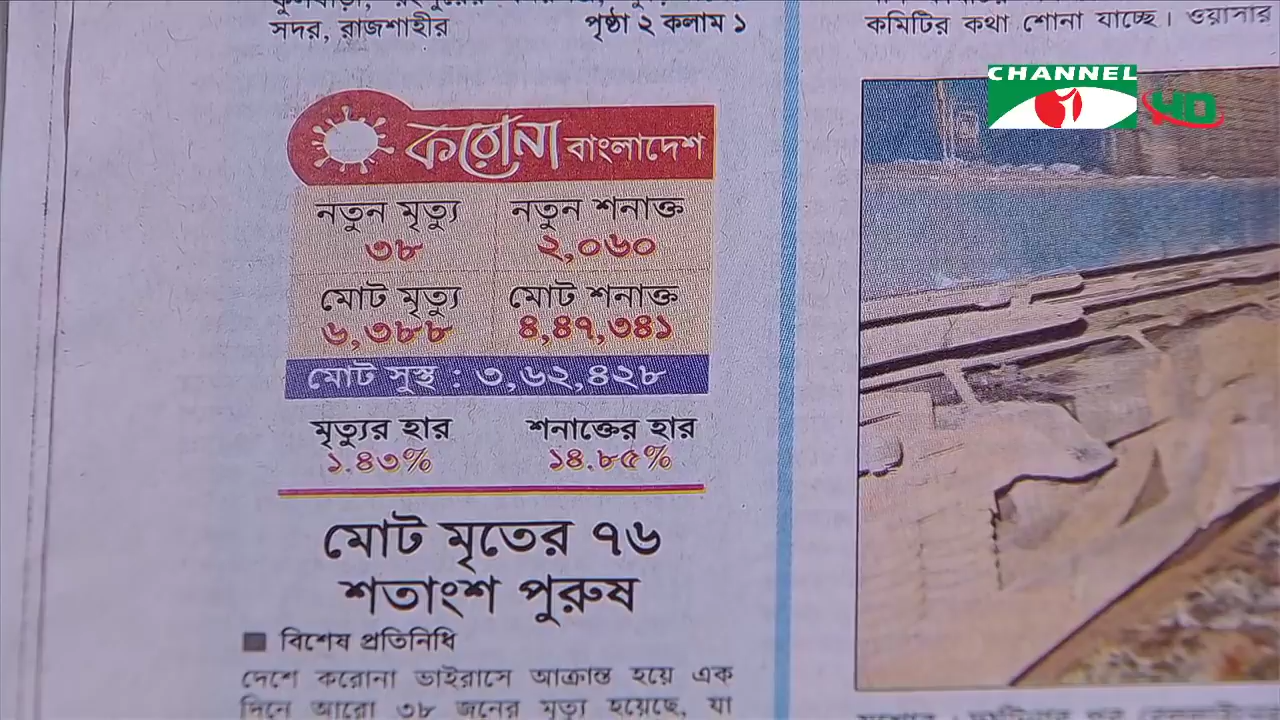 সদর, রাজশাহীর
পৃষ্ঠা ২ কলাম ১
কমিটির কথা শোনা যাচ্ছে। ওয়াসার
CHANNEL
i HD
করোনা বাংলাদেশ
নতুন মৃত্যু
৩৮
নতুন শনাক্ত
২,০৬০
মোট মৃত্যু
৬,৩৮৮
মোট শনাক্ত
৪,৪৭,৩৪১
মোট সুস্থ : ৩,৬২,৪২৮
মৃত্যুর হার
১.৪৩%
শনাক্তের হার
১৪.৮৫%
মোট মৃতের ৭৬
শতাংশ পুরুষ
বিশেষ প্রতিনিধি
দেশে করোনা ভাইরাসে আক্রান্ত হয়ে এক
দিনে আরো ৩৮ জনের মৃত্যু হয়েছে, যা